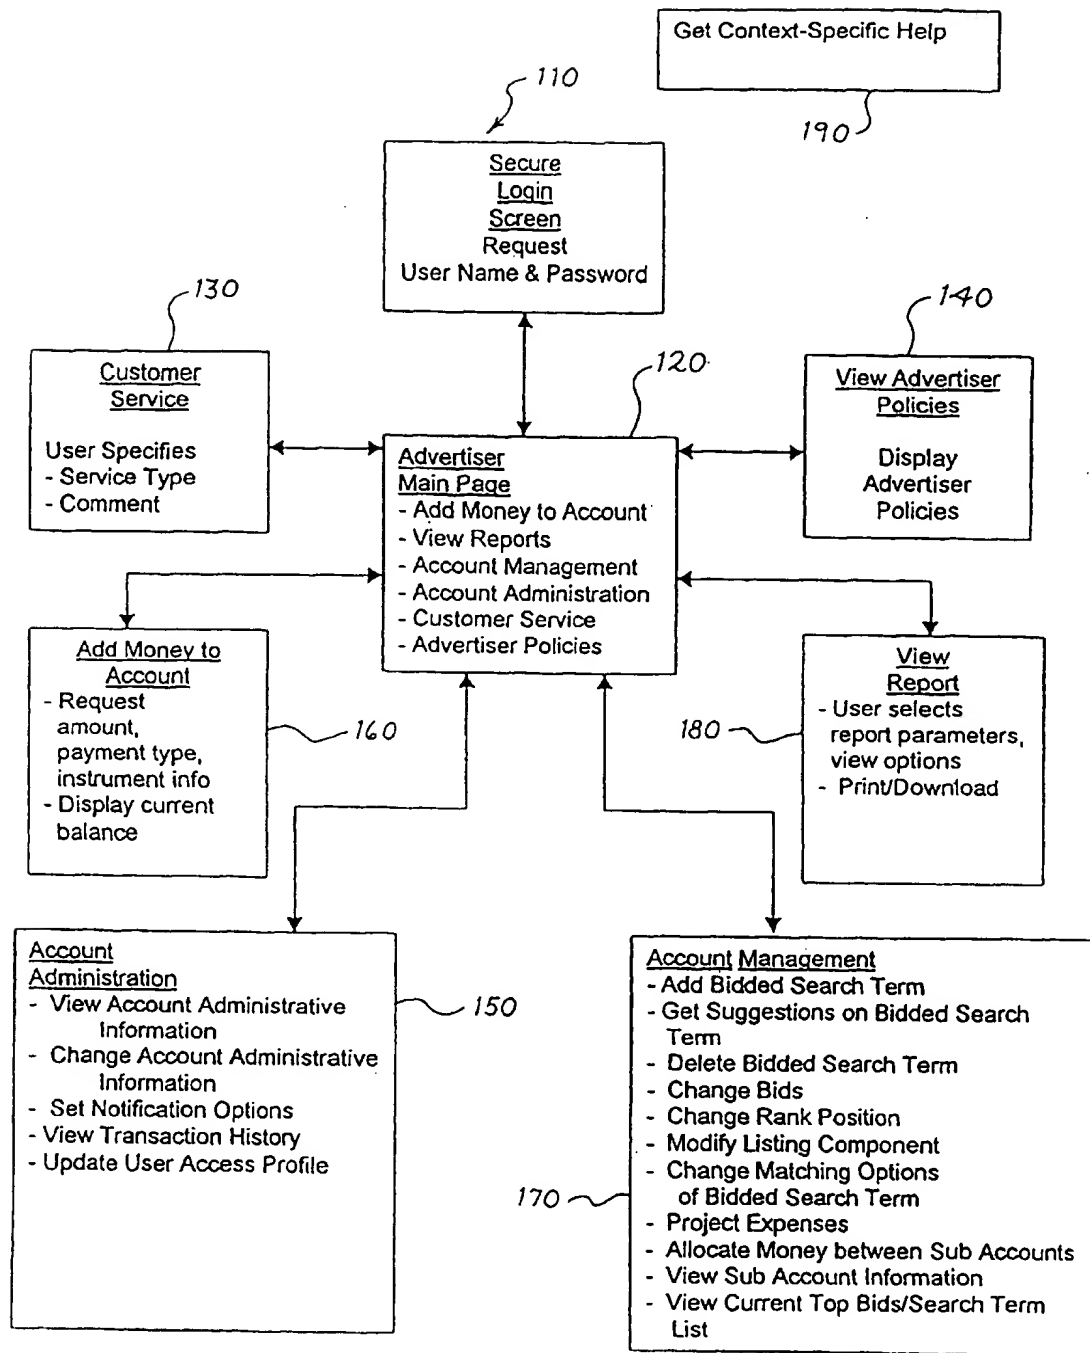 Get Context-Specific Help
190
110
Secure
Login
Screen
Request
User Name & Password
130
Customer
Service
User Specifies
- Service Type
- Comment
120
Advertiser
Main Page
- Add Money to Account
- View Reports
- Account Management
- Account Administration
- Customer Service
- Advertiser Policies
140
View Advertiser
Policies
Display
Advertiser
Policies
Add Money to
Account
- Request
amount,
payment type,
instrument info
- Display current
balance
160
180
View
Report
- User selects
report parameters,
view options
- Print/Download
Account
Administration
- View Account Administrative
Information
- Change Account Administrative
Information
- Set Notification Options
- View Transaction History
- Update User Access Profile
150
170
Account Management
- Add Bidded Search Term
- Get Suggestions on Bidded Search
Term
- Delete Bidded Search Term
- Change Bids
- Change Rank Position
- Modify Listing Component
- Change Matching Options
of Bidded Search Term
- Project Expenses
- Allocate Money between Sub Accounts
- View Sub Account Information
- View Current Top Bids/Search Term
List